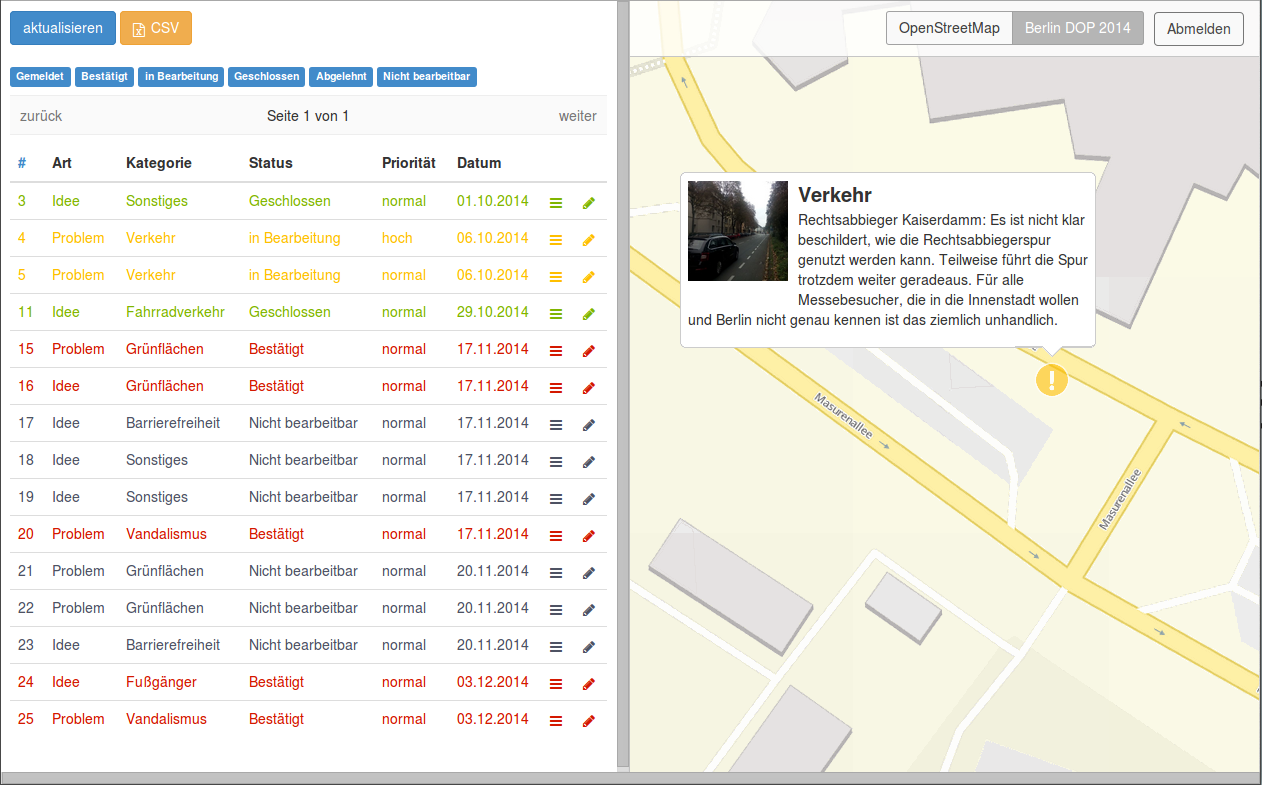 aktualisieren CSV
Gemeldet Bestätigt in Bearbeitung Geschlossen Abgelehnt Nicht bearbeitbar
zurück Seite 1 von 1 weiter
# Art Kategorie Status Priorität Datum
3 Idee Sonstiges Geschlossen normal 01.10.2014
4 Problem Verkehr in Bearbeitung hoch 06.10.2014
5 Problem Verkehr in Bearbeitung normal 06.10.2014
11 Idee Fahrradverkehr Geschlossen normal 29.10.2014
15 Problem Grünflächen Bestätigt normal 17.11.2014
16 Idee Grünflächen Bestätigt normal 17.11.2014
17 Idee Barrierefreiheit Nicht bearbeitbar normal 17.11.2014
18 Idee Sonstiges Nicht bearbeitbar normal 17.11.2014
19 Idee Sonstiges Nicht bearbeitbar normal 17.11.2014
20 Problem Vandalismus Bestätigt normal 17.11.2014
21 Problem Grünflächen Nicht bearbeitbar normal 20.11.2014
22 Problem Grünflächen Nicht bearbeitbar normal 20.11.2014
23 Idee Barrierefreiheit Nicht bearbeitbar normal 20.11.2014
24 Idee Fußgänger Bestätigt normal 03.12.2014
25 Problem Vandalismus Bestätigt normal 03.12.2014
OpenStreetMap Berlin DOP 2014 Abmelden
Verkehr
Rechtsabbieger Kaiserdamm: Es ist nicht klar
beschildert, wie die Rechtsabbiegerspur
genutzt werden kann. Teilweise führt die Spur
trotzdem weiter geradeaus. Für alle
Messebesucher, die in die Innenstadt wollen
und Berlin nicht genau kennen ist das ziemlich unhandlich.
Masurenallee
Masurenallee